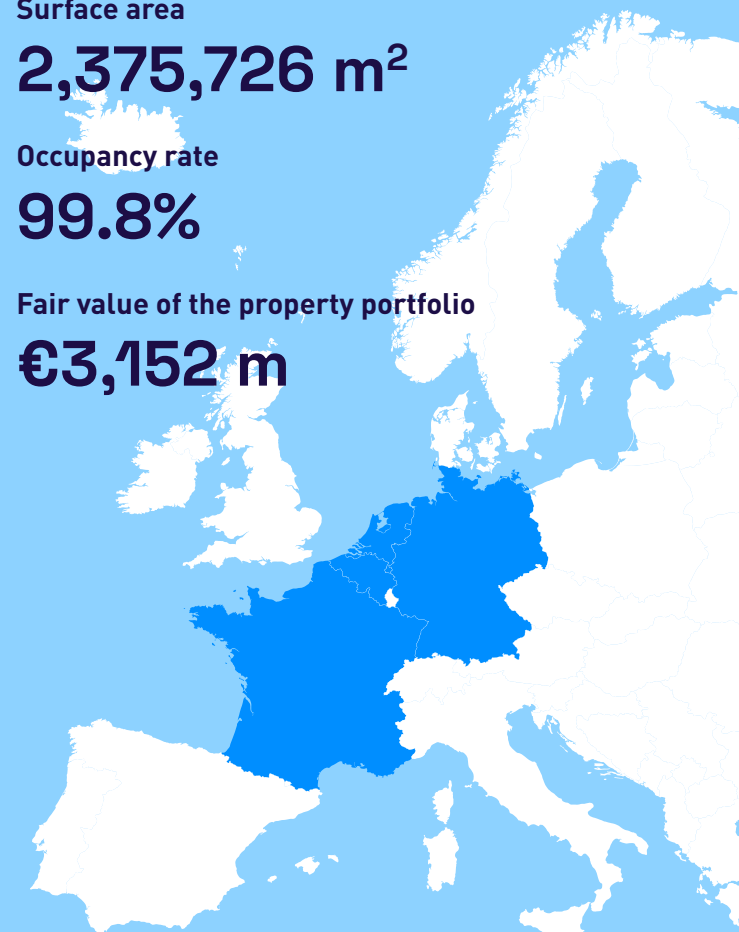 Surface area
2,375,726 m²
Occupancy rate
99.8%
Fair value of the property portfolio
€3,152 m